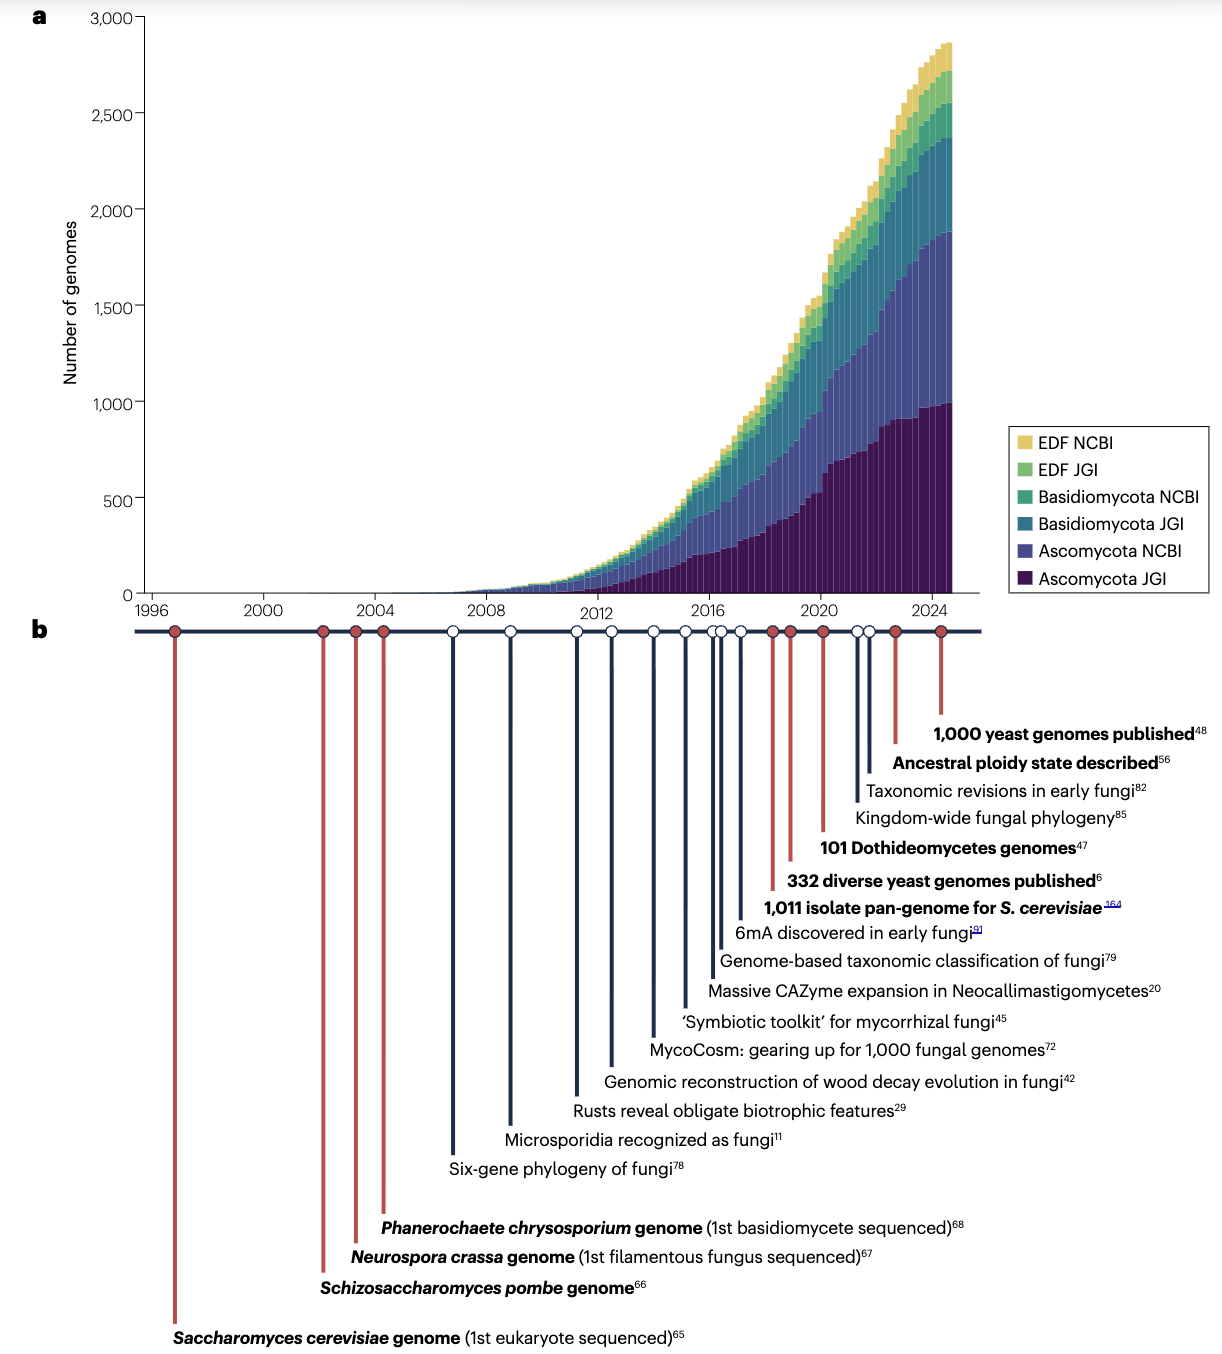 a
3,000
2,500
2,000
1,500
1,000
500
0
Number of genomes
1996 2000 2004 2008 2012 2016 2020 2024
EDF NCBI
EDF JGI
Basidiomycota NCBI
Basidiomycota JGI
Ascomycota NCBI
Ascomycota JGI
b
1,000 yeast genomes published48
Ancestral ploidy state described56
Taxonomic revisions in early fungi82
Kingdom-wide fungal phylogeny85
101 Dothideomycetes genomes47
332 diverse yeast genomes published6
1,011 isolate pan-genome for S. cerevisiae 164
6mA discovered in early fungi91
Genome-based taxonomic classification of fungi79
Massive CAZyme expansion in Neocallimastigomycetes20
‘Symbiotic toolkit’ for mycorrhizal fungi45
MycoCosm: gearing up for 1,000 fungal genomes72
Genomic reconstruction of wood decay evolution in fungi42
Rusts reveal obligate biotrophic features29
Microsporidia recognized as fungi11
Six-gene phylogeny of fungi78
Phanerochaete chrysosporium genome (1st basidiomycete sequenced)68
Neurospora crassa genome (1st filamentous fungus sequenced)67
Schizosaccharomyces pombe genome66
Saccharomyces cerevisiae genome (1st eukaryote sequenced)65